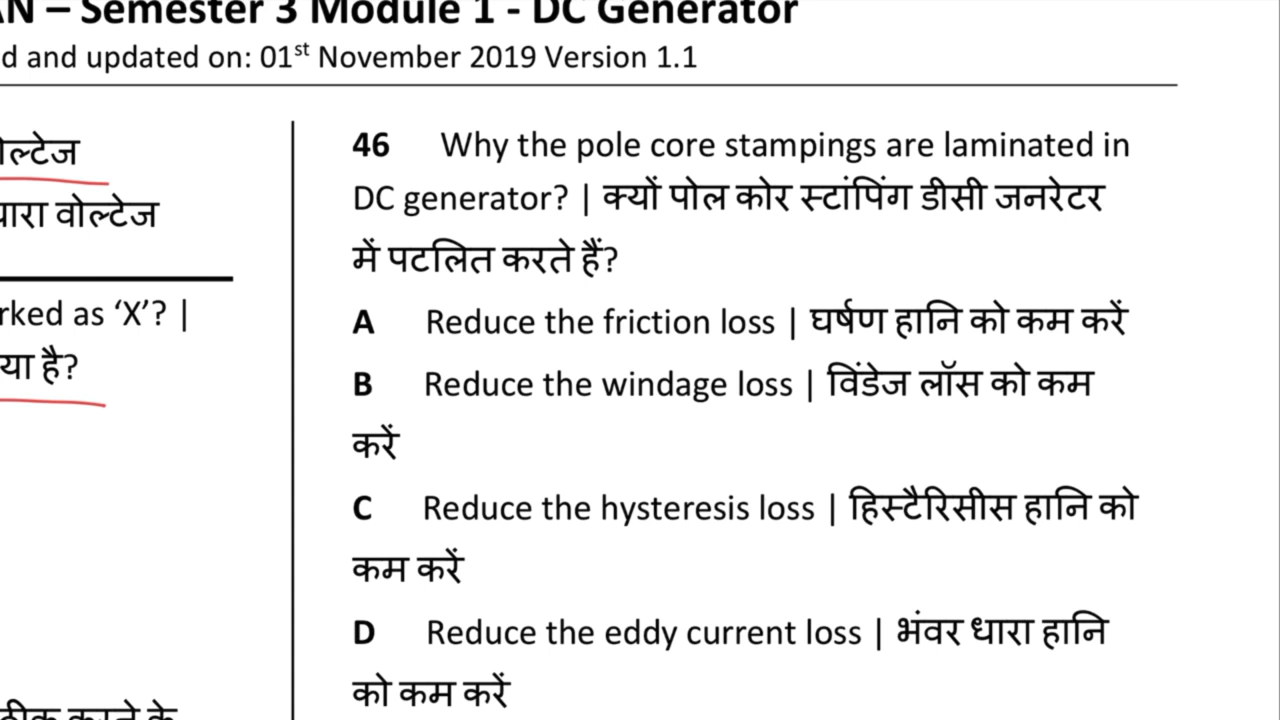 AN – Semester 3 Module 1 - DC Generator
d and updated on: 01st November 2019 Version 1.1
वोल्टेज
वोल्टेज
rked as ‘X’? |
या है?
46 Why the pole core stampings are laminated in
DC generator? | क्यों पोल कोर स्टांपिंग डीसी जनरेटर
में पटलित करते हैं?
A Reduce the friction loss | घर्षण हानि को कम करें
B Reduce the windage loss | विंडेज लॉस को कम
करें
C Reduce the hysteresis loss | हिस्टैरिसीस हानि को
कम करें
D Reduce the eddy current loss | भंवर धारा हानि
को कम करें